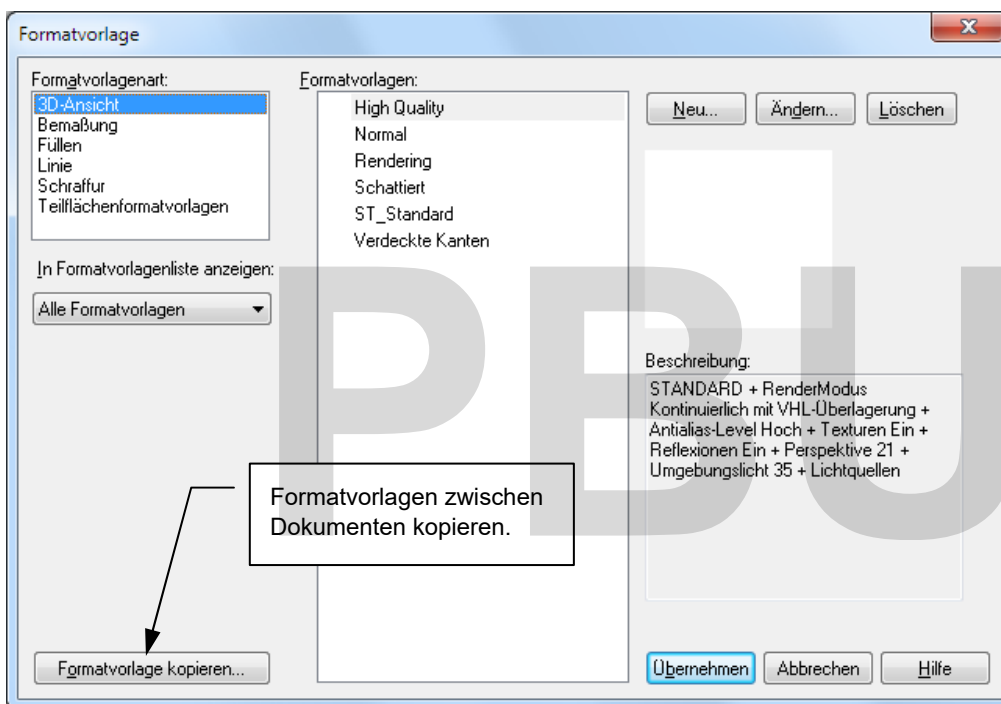 Formatvorlage
Formatvorlagenart:
3D-Ansicht
Bemaßung
Füllen
Linie
Schraffur
Teilflächenformatvorlagen
In Formatvorlagenliste anzeigen:
Alle Formatvorlagen
Formatvorlagen:
High Quality
Normal
Rendering
Schattiert
ST_Standard
Verdeckte Kanten
Neu... Ändern... Löschen
Beschreibung:
STANDARD + RenderModus
Kontinuierlich mit VHL-Überlagerung +
Antialias-Level Hoch + Texturen Ein +
Reflexionen Ein + Perspektive 21 +
Umgebungslicht 35 + Lichtquellen
Formatvorlagen zwischen
Dokumenten kopieren.
Formatvorlage kopieren...
Übernehmen Abbrechen Hilfe
PBU